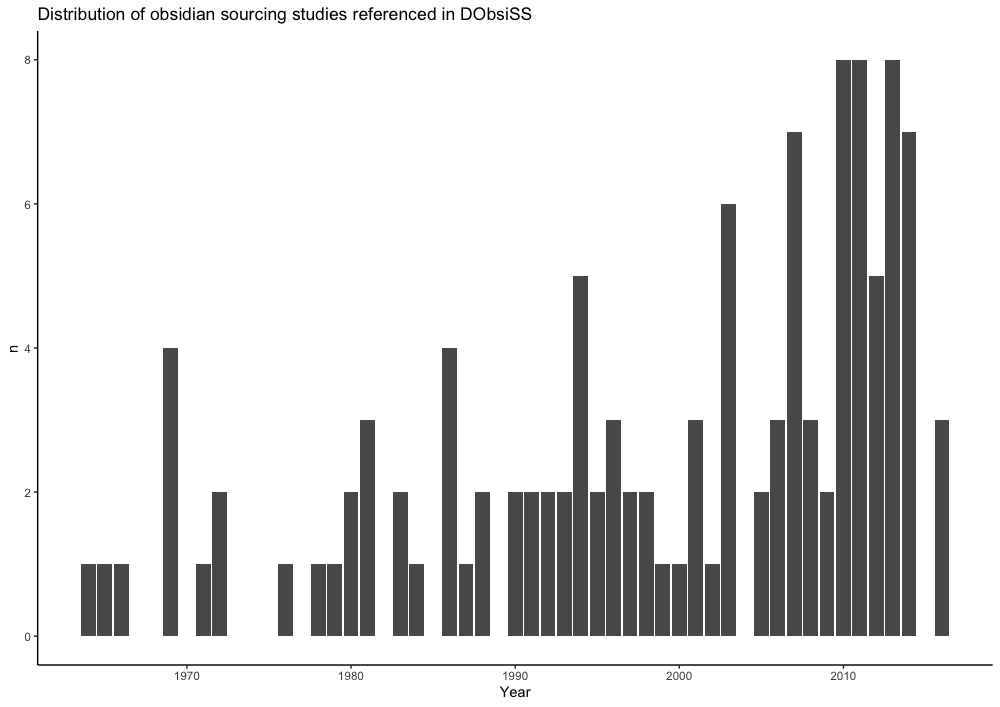 Distribution of obsidian sourcing studies referenced in DObsiSS
8
6
n
4
2
0
1970 1980 1990 2000 2010
Year